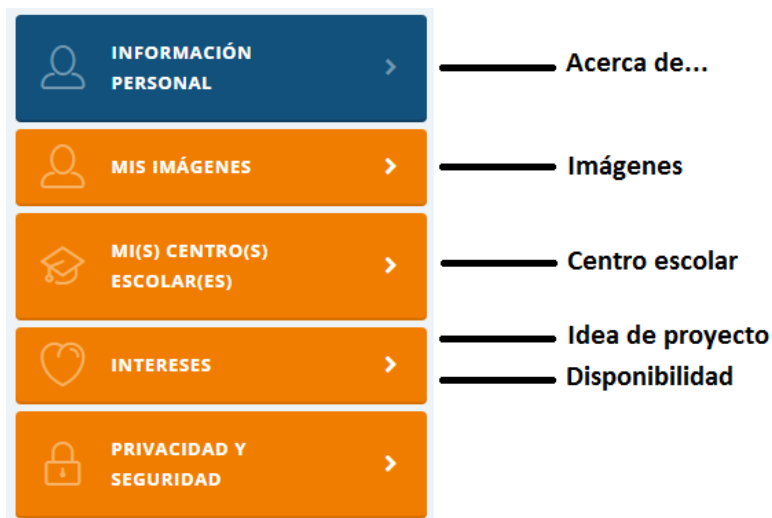 INFORMACIÓN
PERSONAL
Acerca de...
MIS IMÁGENES
Imágenes
MI(S) CENTRO(S)
ESCOLAR(ES)
Centro escolar
INTERESES
Idea de proyecto
Disponibilidad
PRIVACIDAD Y
SEGURIDAD